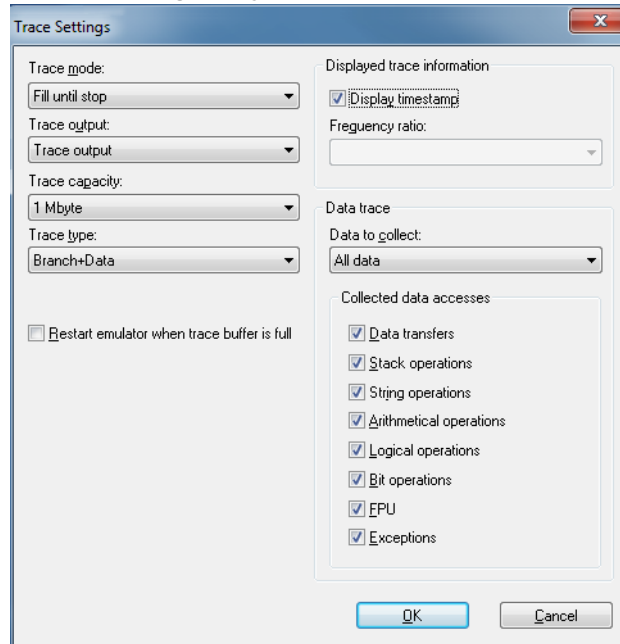 Trace Settings
Trace mode:
Fill until stop
Trace output:
Trace output
Trace capacity:
1 Mbyte
Trace type:
Branch+Data
Restart emulator when trace buffer is full
Displayed trace information
Display timestamp
Frequency ratio:
Data trace
Data to collect:
All data
Collected data accesses
Data transfers
Stack operations
String operations
Arithmetical operations
Logical operations
Bit operations
FPU
Exceptions
OK
Cancel